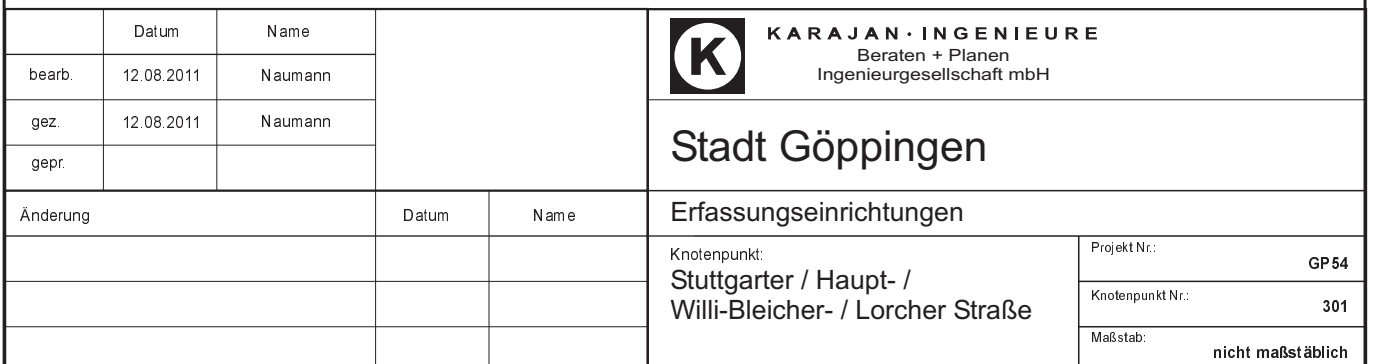 Datum Name
bearb. 12.08.2011 Naumann
gez. 12.08.2011 Naumann
gepr.
Änderung Datum Name
K
KARAJAN · INGENIEURE
Beraten + Planen
Ingenieurgesellschaft mbH
Stadt Göppingen
Erfassungseinrichtungen
Knotenpunkt:
Stuttgarter / Haupt- /
Willi-Bleicher- / Lorcher Straße
Projekt Nr.:
GP54
Knotenpunkt Nr.:
301
Maßstab:
nicht maßstäblich